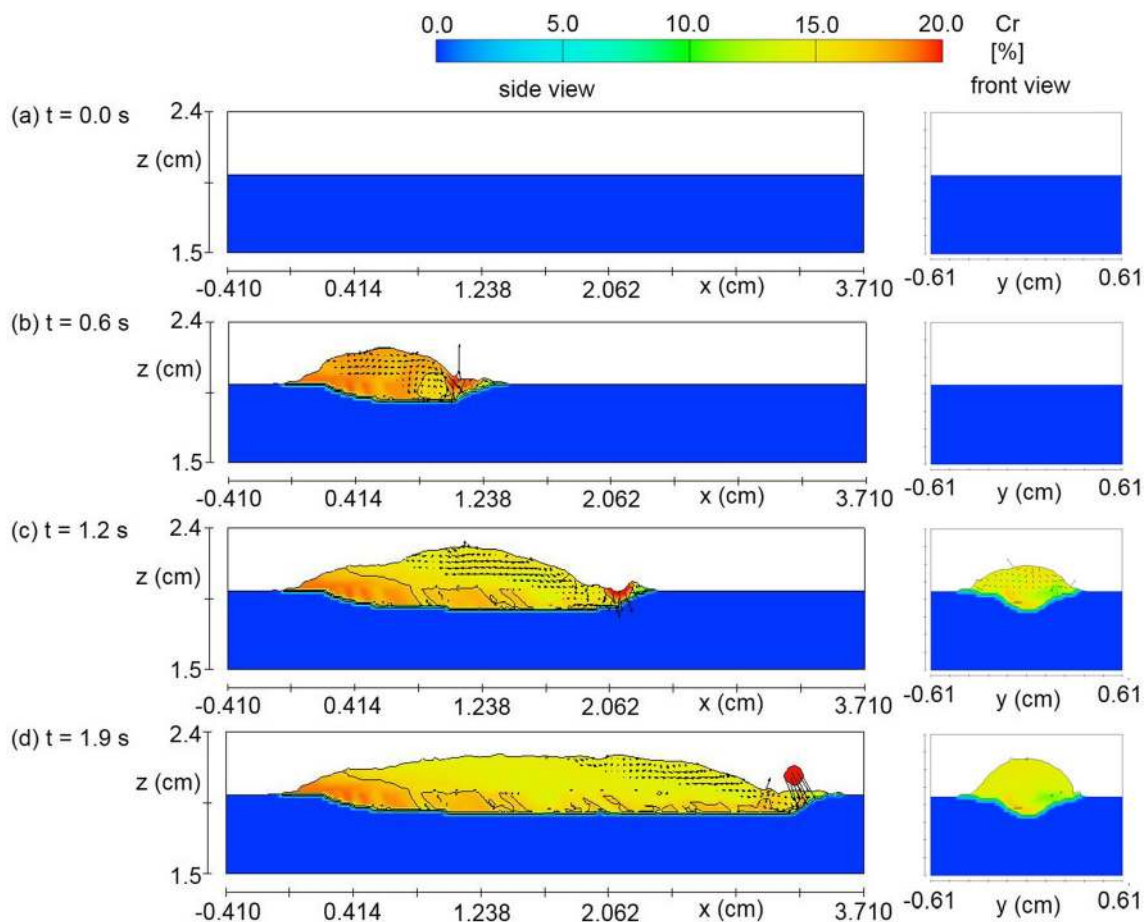 0.0 5.0 10.0 15.0 20.0 Cr
[%]
side view front view
(a) t = 0.0 s 2.4
z (cm)
1.5
-0.410 0.414 1.238 2.062 x (cm) 3.710 -0.61 y (cm) 0.61
(b) t = 0.6 s 2.4
z (cm)
1.5
-0.410 0.414 1.238 2.062 x (cm) 3.710 -0.61 y (cm) 0.61
(c) t = 1.2 s 2.4
z (cm)
1.5
-0.410 0.414 1.238 2.062 x (cm) 3.710 -0.61 y (cm) 0.61
(d) t = 1.9 s 2.4
z (cm)
1.5
-0.410 0.414 1.238 2.062 x (cm) 3.710 -0.61 y (cm) 0.61